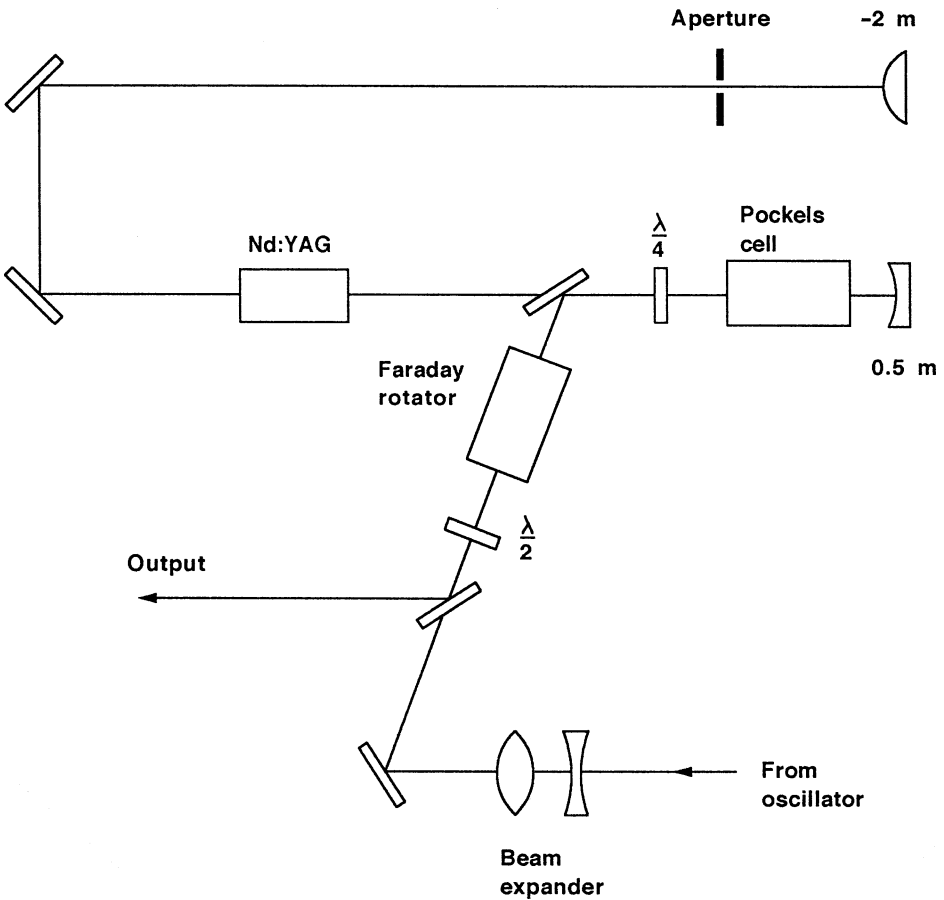 Aperture
-2 m
Nd:YAG
λ/4
Pockels
cell
0.5 m
Faraday
rotator
λ/2
Output
From
oscillator
Beam
expander